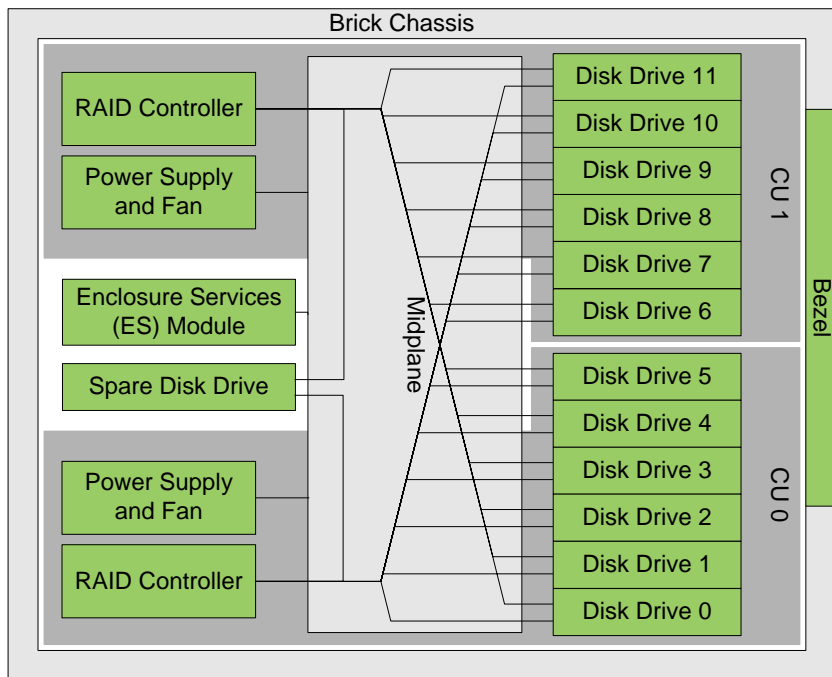 Brick Chassis
RAID Controller
Power Supply
and Fan
Enclosure Services
(ES) Module
Spare Disk Drive
Power Supply
and Fan
RAID Controller
Midplane
Disk Drive 11
Disk Drive 10
Disk Drive 9
Disk Drive 8
Disk Drive 7
Disk Drive 6
CU 1
Disk Drive 5
Disk Drive 4
Disk Drive 3
Disk Drive 2
Disk Drive 1
Disk Drive 0
CU 0
Bezel